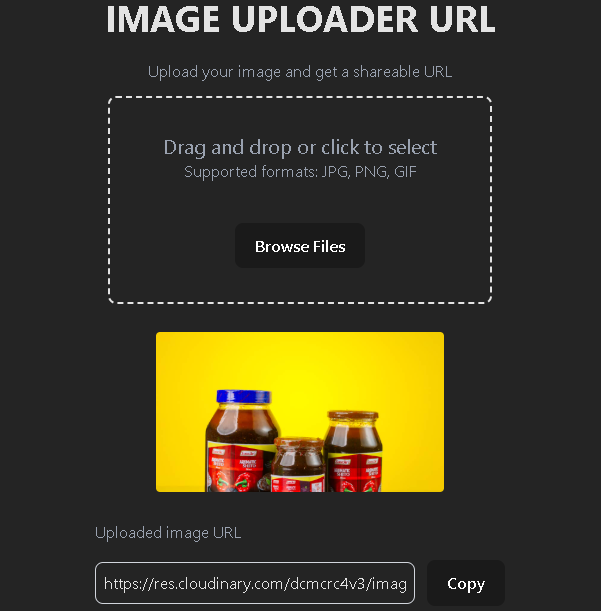 IMAGE UPLOADER URL
Upload your image and get a shareable URL
Drag and drop or click to select
Supported formats: JPG, PNG, GIF
Browse Files
Uploaded image URL
https://res.cloudinary.com/dcmcrc4v3/imag
Copy